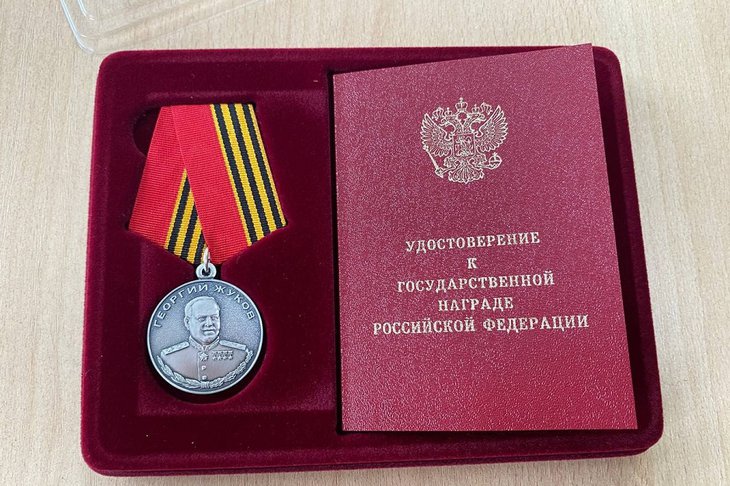 ГЕОРГИЙ ЖУКОВ
УДОСТОВЕРЕНИЕ
К
ГОСУДАРСТВЕННОЙ
НАГРАДЕ
РОССИЙСКОЙ ФЕДЕРАЦИИ